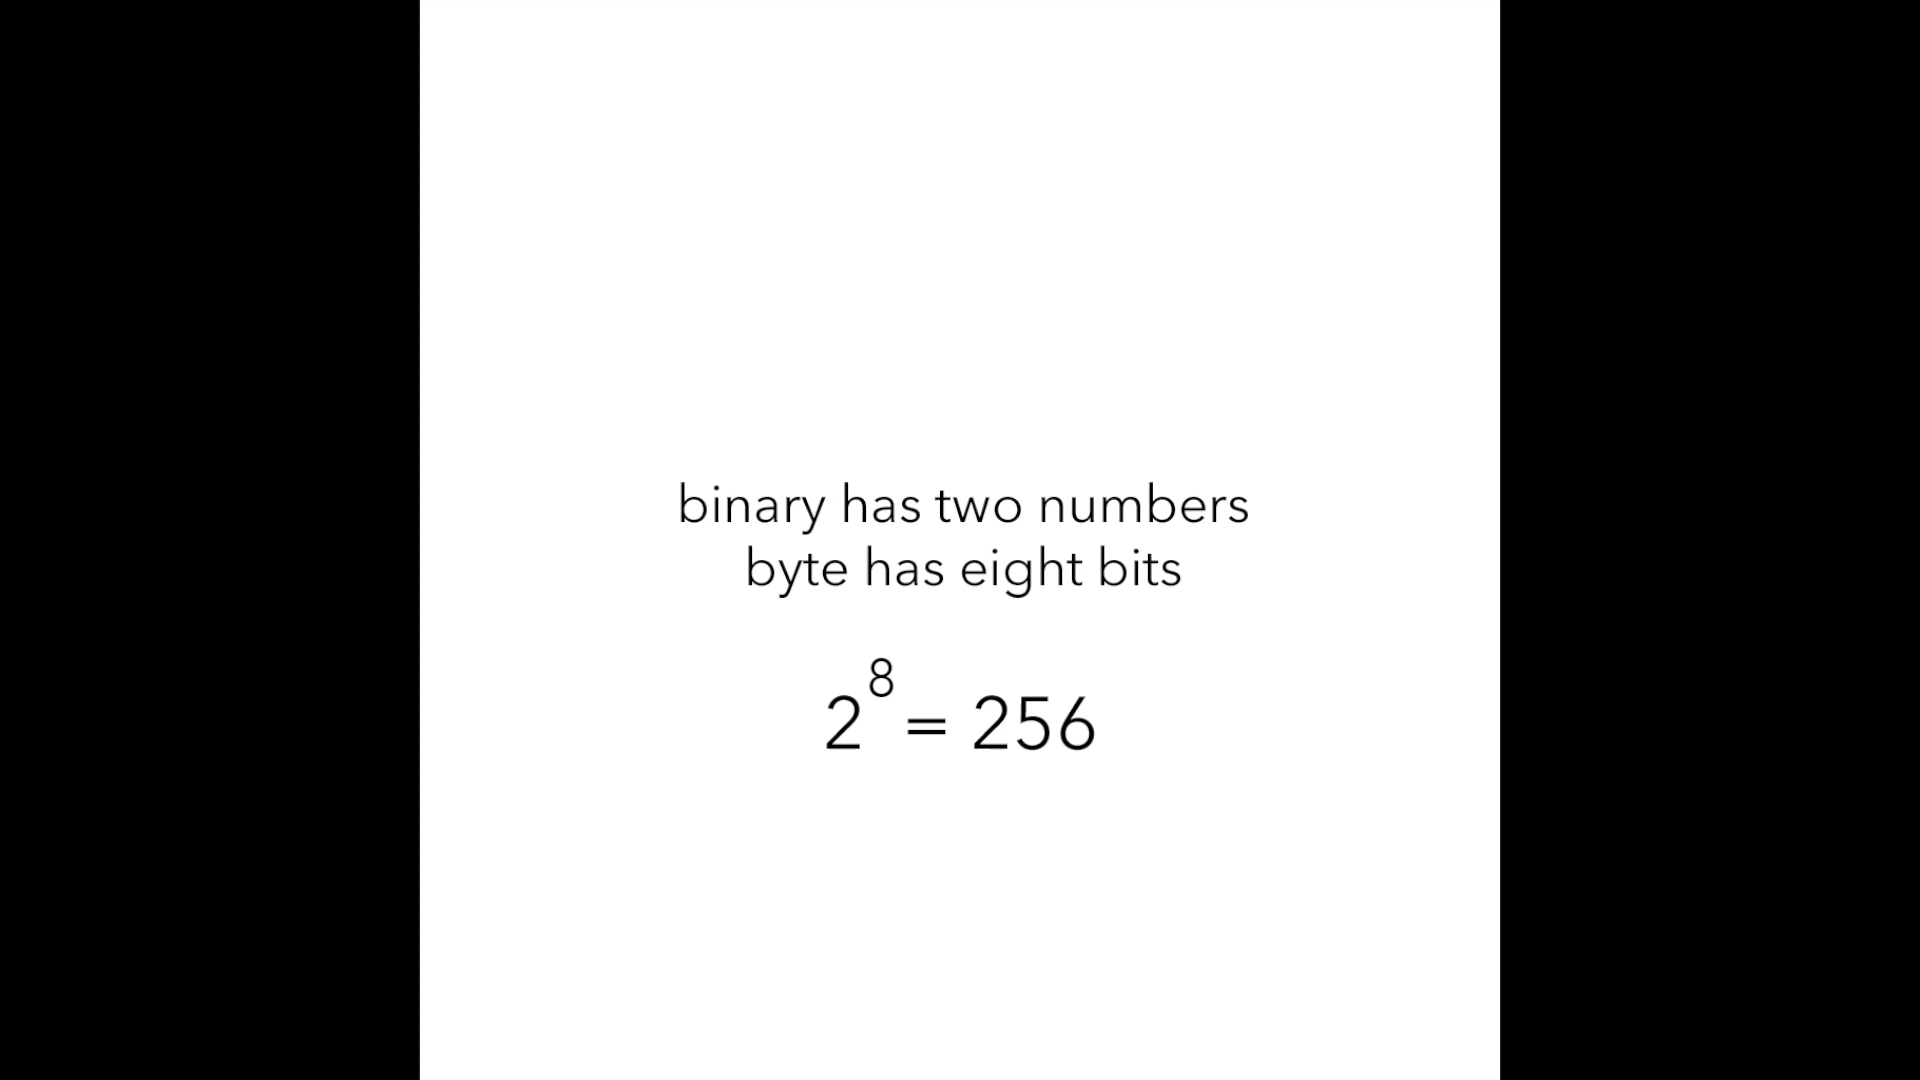 binary has two numbers
byte has eight bits
2⁸ = 256